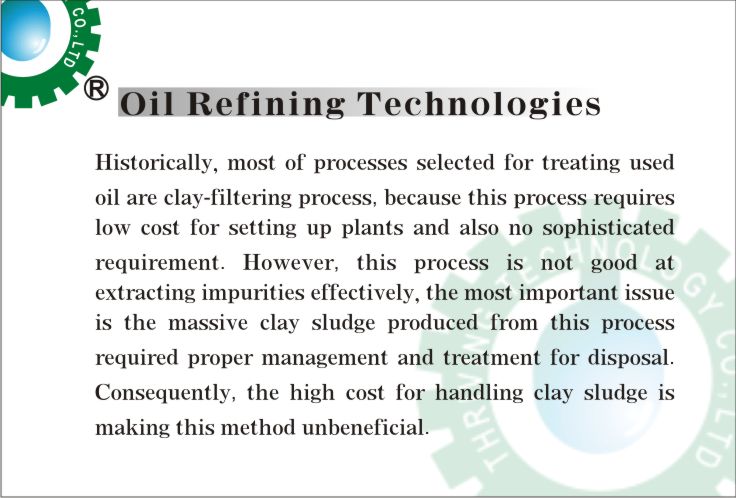 CO.,LTD
®
Oil Refining Technologies
Historically, most of processes selected for treating used
oil are clay-filtering process, because this process requires
low cost for setting up plants and also no sophisticated
requirement. However, this process is not good at
extracting impurities effectively, the most important issue
is the massive clay sludge produced from this process
required proper management and treatment for disposal.
Consequently, the high cost for handling clay sludge is
making this method unbeneficial.
THRIVING TECHNOLOGY CO.,LTD